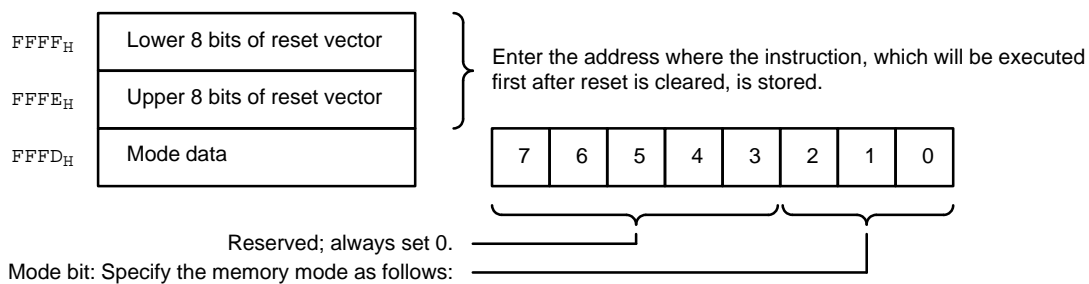 FFFFH Lower 8 bits of reset vector
Enter the address where the instruction, which will be executed
first after reset is cleared, is stored.
FFFEH Upper 8 bits of reset vector
FFFDH Mode data
7 6 5 4 3 2 1 0
Reserved; always set 0.
Mode bit: Specify the memory mode as follows: